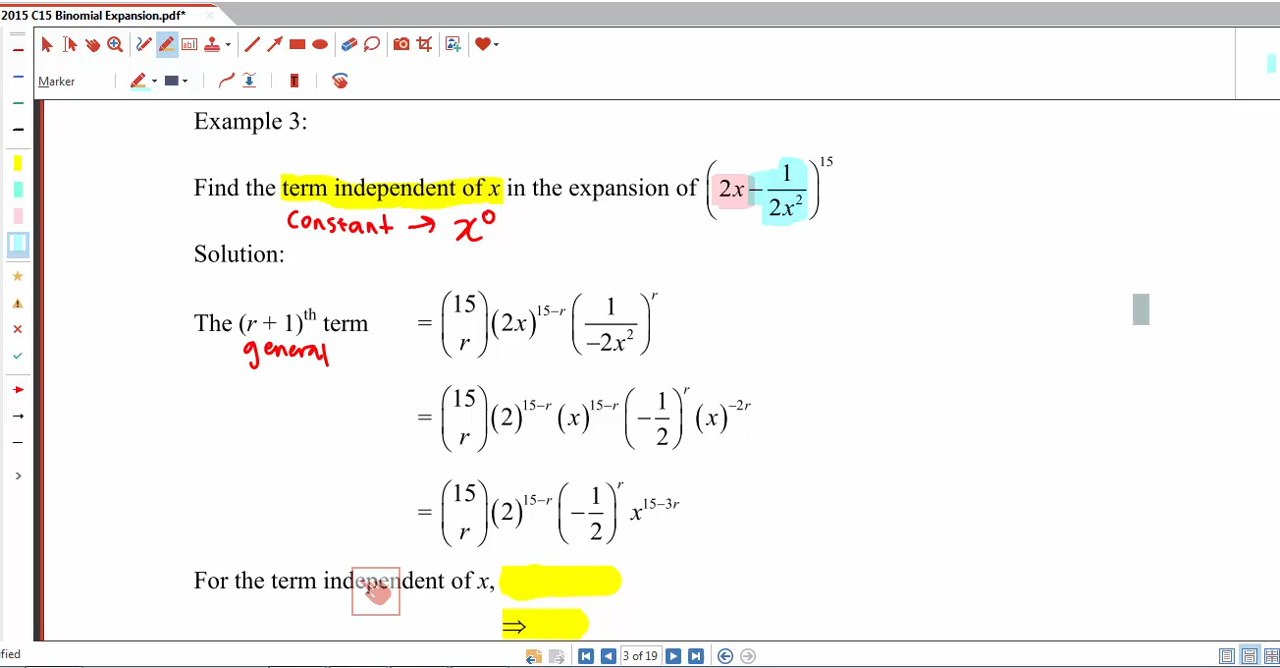 2015 C15 Binomial Expansion.pdf*
Marker
Example 3:
Find the term independent of x in the expansion of (2x − 1/(2x²))¹⁵
Constant → x⁰
Solution:
The (r + 1)ᵗʰ term = (15 r) (2x)^(15−r) (1/(−2x²))^r
general
= (15 r) (2)^(15−r) (x)^(15−r) (−1/2)^r (x)^(−2r)
= (15 r) (2)^(15−r) (−1/2)^r x^(15−3r)
For the term independent of x,
⇒
ified
3 of 19